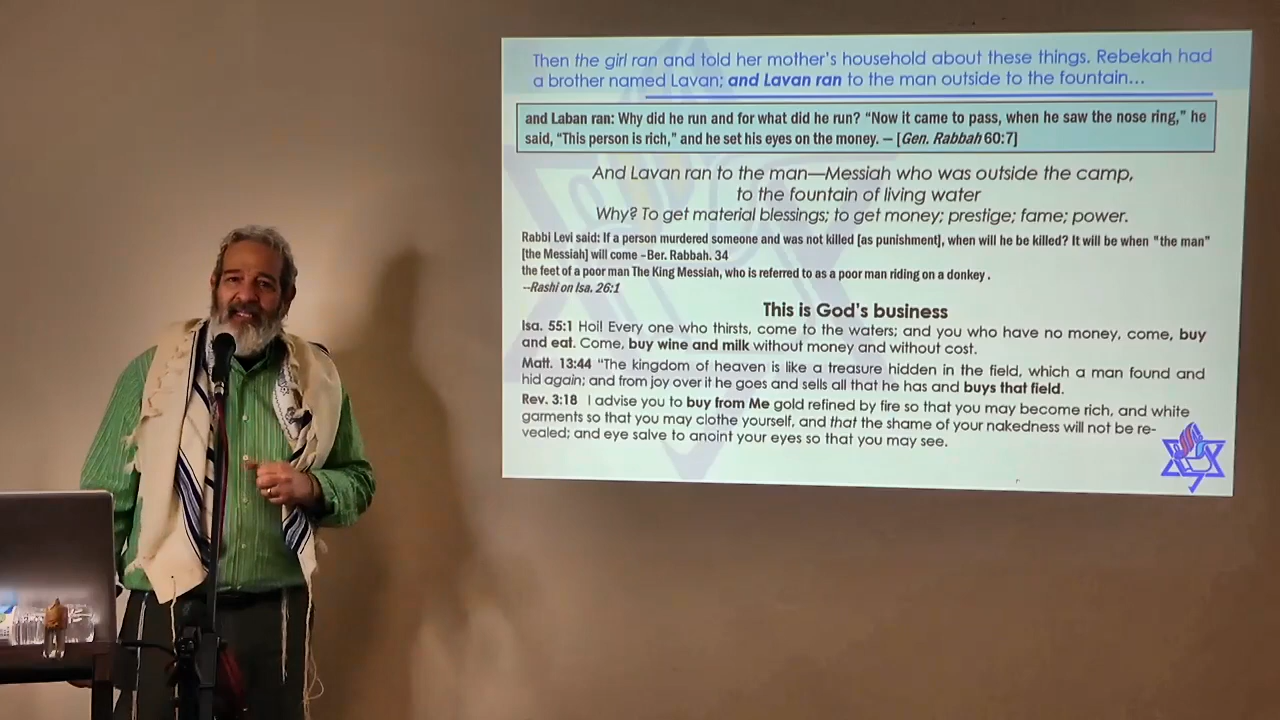 Then the girl ran and told her mother's household about these things. Rebekah had
a brother named Lavan; and Lavan ran to the man outside to the fountain...
and Laban ran: Why did he run and for what did he run? "Now it came to pass, when he saw the nose ring," he
said, "This person is rich," and he set his eyes on the money. – [Gen. Rabbah 60:7]
And Lavan ran to the man—Messiah who was outside the camp,
to the fountain of living water
Why? To get material blessings; to get money; prestige; fame; power.
Rabbi Levi said: If a person murdered someone and was not killed [as punishment], when will he be killed? It will be when "the man"
[the Messiah] will come –Ber. Rabbah. 34
the feet of a poor man The King Messiah, who is referred to as a poor man riding on a donkey .
--Rashi on Isa. 26:1
This is God's business
Isa. 55:1 Hoi! Every one who thirsts, come to the waters; and you who have no money, come, buy
and eat. Come, buy wine and milk without money and without cost.
Matt. 13:44 "The kingdom of heaven is like a treasure hidden in the field, which a man found and
hid again; and from joy over it he goes and sells all that he has and buys that field.
Rev. 3:18 I advise you to buy from Me gold refined by fire so that you may become rich, and white
garments so that you may clothe yourself, and that the shame of your nakedness will not be re-
vealed; and eye salve to anoint your eyes so that you may see.